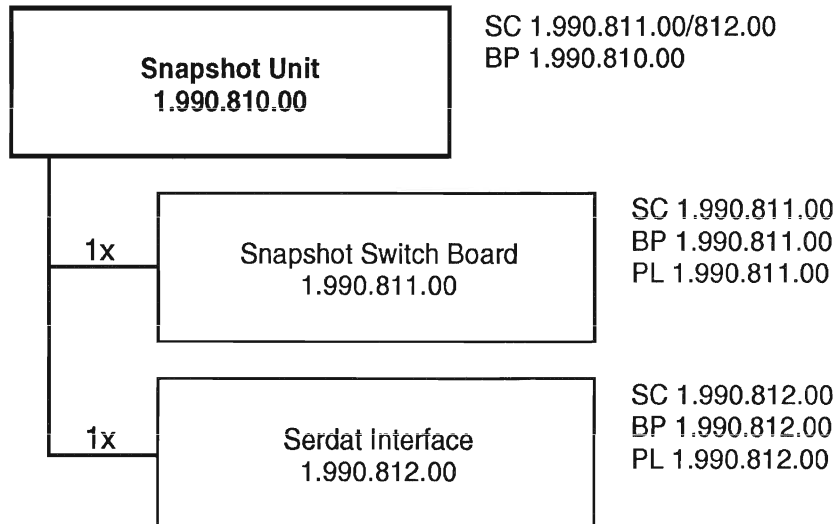 Snapshot Unit
1.990.810.00
SC 1.990.811.00/812.00
BP 1.990.810.00
1x
Snapshot Switch Board
1.990.811.00
SC 1.990.811.00
BP 1.990.811.00
PL 1.990.811.00
1x
Serdat Interface
1.990.812.00
SC 1.990.812.00
BP 1.990.812.00
PL 1.990.812.00